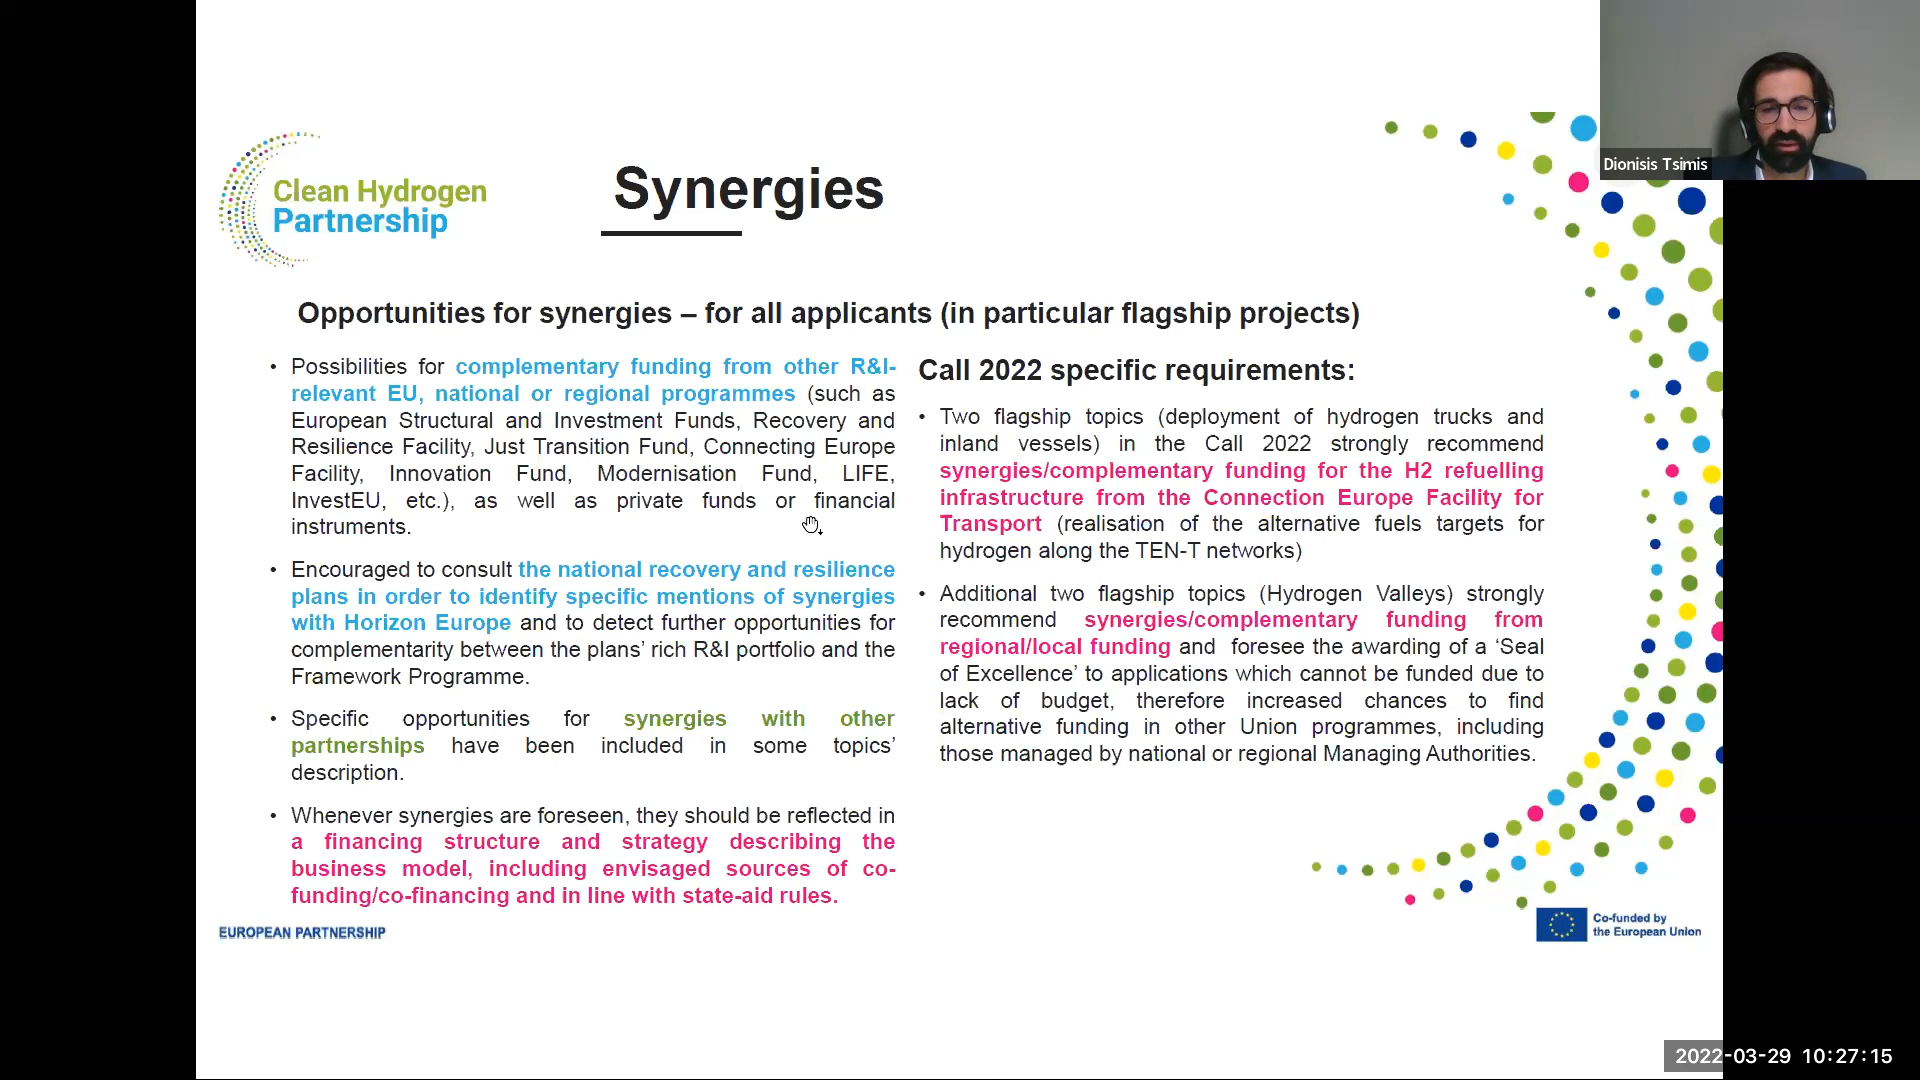 Dionisis Tsimis
Clean Hydrogen
Partnership
Synergies
Opportunities for synergies – for all applicants (in particular flagship projects)
• Possibilities for complementary funding from other R&I-
relevant EU, national or regional programmes (such as
European Structural and Investment Funds, Recovery and
Resilience Facility, Just Transition Fund, Connecting Europe
Facility, Innovation Fund, Modernisation Fund, LIFE,
InvestEU, etc.), as well as private funds or financial
instruments.
• Encouraged to consult the national recovery and resilience
plans in order to identify specific mentions of synergies
with Horizon Europe and to detect further opportunities for
complementarity between the plans’ rich R&I portfolio and the
Framework Programme.
• Specific opportunities for synergies with other
partnerships have been included in some topics’
description.
• Whenever synergies are foreseen, they should be reflected in
a financing structure and strategy describing the
business model, including envisaged sources of co-
funding/co-financing and in line with state-aid rules.
Call 2022 specific requirements:
• Two flagship topics (deployment of hydrogen trucks and
inland vessels) in the Call 2022 strongly recommend
synergies/complementary funding for the H2 refuelling
infrastructure from the Connection Europe Facility for
Transport (realisation of the alternative fuels targets for
hydrogen along the TEN-T networks)
• Additional two flagship topics (Hydrogen Valleys) strongly
recommend synergies/complementary funding from
regional/local funding and foresee the awarding of a ‘Seal
of Excellence’ to applications which cannot be funded due to
lack of budget, therefore increased chances to find
alternative funding in other Union programmes, including
those managed by national or regional Managing Authorities.
EUROPEAN PARTNERSHIP
Co-funded by
the European Union
2022-03-29 10:27:15